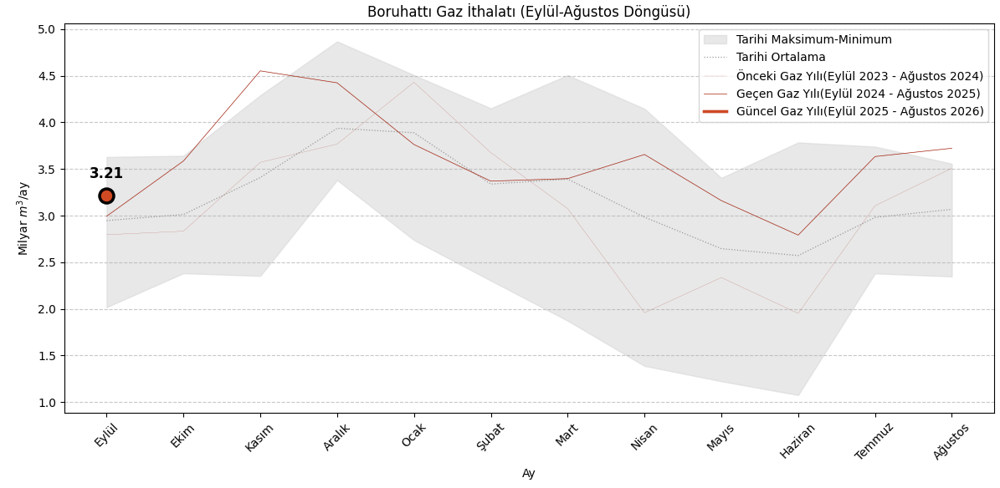 Boruhattı Gaz İthalatı (Eylül-Ağustos Döngüsü)
Tarihi Maksimum-Minimum
Tarihi Ortalama
Önceki Gaz Yılı(Eylül 2023 - Ağustos 2024)
Geçen Gaz Yılı(Eylül 2024 - Ağustos 2025)
Güncel Gaz Yılı(Eylül 2025 - Ağustos 2026)
5.0
4.5
4.0
3.5
3.0
2.5
2.0
1.5
1.0
Milyar m³/ay
3.21
Eylül
Ekim
Kasım
Aralık
Ocak
Şubat
Mart
Nisan
Mayıs
Haziran
Temmuz
Ağustos
Ay